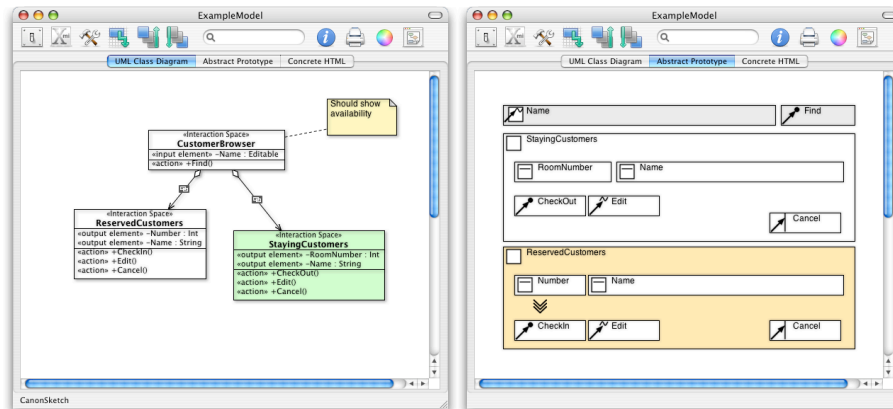 ExampleModel
UML Class Diagram Abstract Prototype Concrete HTML
Should show
availability
«Interaction Space»
CustomerBrowser
«input element» -Name : Editable
«action» +Find()
«Interaction Space»
ReservedCustomers
«output element» -Number : Int
«output element» -Name : String
«action» +CheckIn()
«action» +Edit()
«action» +Cancel()
«Interaction Space»
StayingCustomers
«output element» -RoomNumber : Int
«output element» -Name : String
«action» +CheckOut()
«action» +Edit()
«action» +Cancel()
CanonSketch
ExampleModel
UML Class Diagram Abstract Prototype Concrete HTML
Name Find
StayingCustomers
RoomNumber Name
CheckOut Edit
Cancel
ReservedCustomers
Number Name
CheckIn Edit Cancel